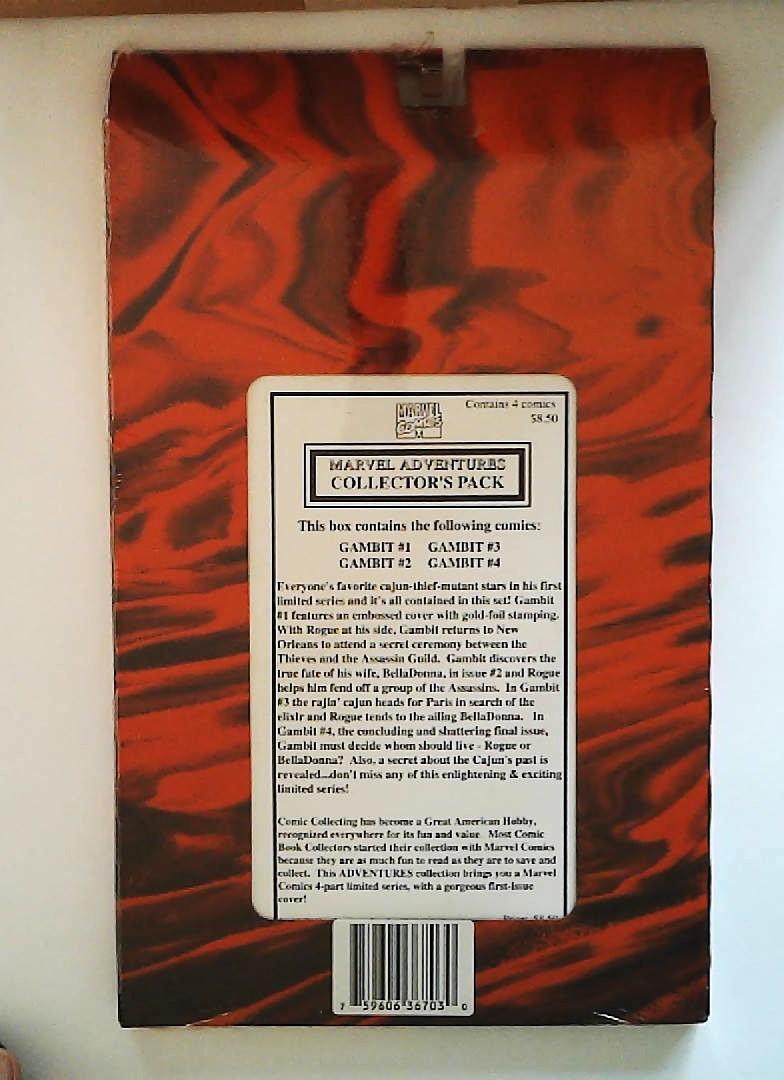 Contains 4 comics
$8.50
MARVEL
COMICS
MARVEL ADVENTURES
COLLECTOR'S PACK
This box contains the following comics:
GAMBIT #1 GAMBIT #3
GAMBIT #2 GAMBIT #4
Everyone's favorite cajun-thief-mutant stars in his first
limited series and it's all contained in this set! Gambit
#1 features an embossed cover with gold-foil stamping.
With Rogue at his side, Gambit returns to New
Orleans to attend a secret ceremony between the
Thieves and the Assassin Guild. Gambit discovers the
true fate of his wife, BellaDonna, in issue #2 and Rogue
helps him fend off a group of the Assassins. In Gambit
#3 the rajin' cajun heads for Paris in search of the
elixir and Rogue tends to the ailing BellaDonna. In
Gambit #4, the concluding and shattering final issue,
Gambit must decide whom should live - Rogue or
BellaDonna? Also, a secret about the Cajun's past is
revealed...don't miss any of this enlightening & exciting
limited series!
Comic Collecting has become a Great American Hobby,
recognized everywhere for its fun and value. Most Comic
Book Collectors started their collection with Marvel Comics
because they are as much fun to read as they are to save and
collect. This ADVENTURES collection brings you a Marvel
Comics 4-part limited series, with a gorgeous first-issue
cover!
7 59606 36703 0